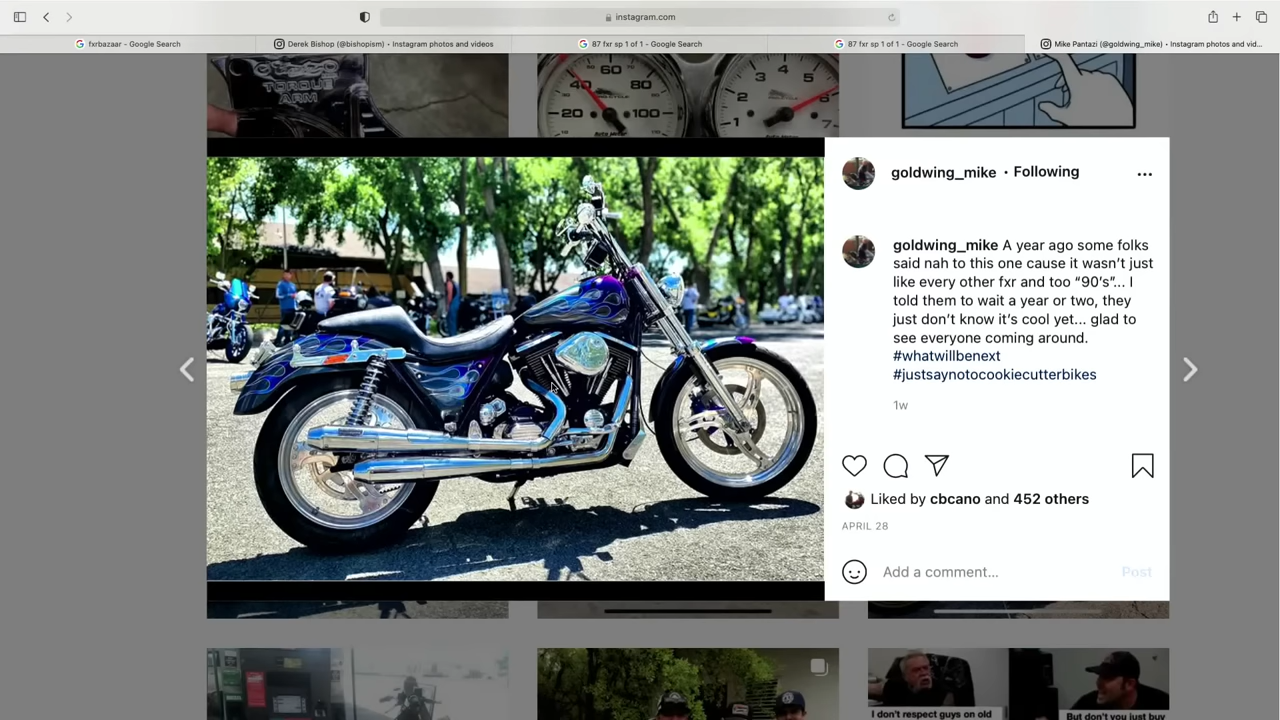 instagram.com
fxrbazaar - Google Search
Derek Bishop (@bishopism) • Instagram photos and videos
87 fxr sp 1 of 1 - Google Search
87 fxr sp 1 of 1 - Google Search
Mike Pantazi (@goldwing_mike) • Instagram photos and vid...
TORQUE
ARM
60
40
80
20
100
3
4
5
2
6
1
7
goldwing_mike • Following
goldwing_mike A year ago some folks
said nah to this one cause it wasn't just
like every other fxr and too “90's”... I
told them to wait a year or two, they
just don't know it's cool yet... glad to
see everyone coming around.
#whatwillbenext
#justsaynotocookiecutterbikes
1w
Liked by cbcano and 452 others
APRIL 28
Add a comment...
Post
I don't respect guys on old
But don't you just buy